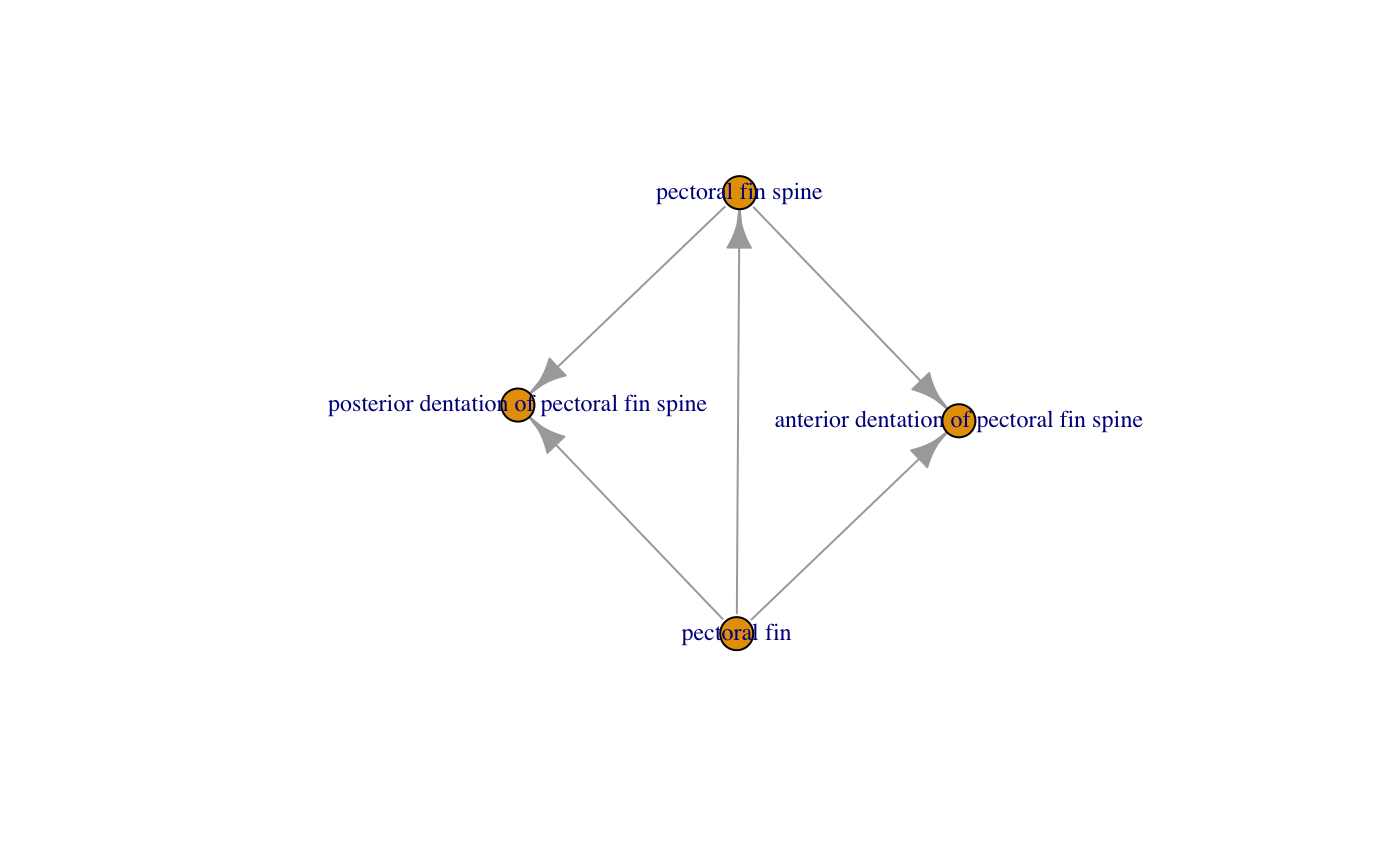 pectoral fin spine
posterior dentation of pectoral fin spine
anterior dentation of pectoral fin spine
pectoral fin